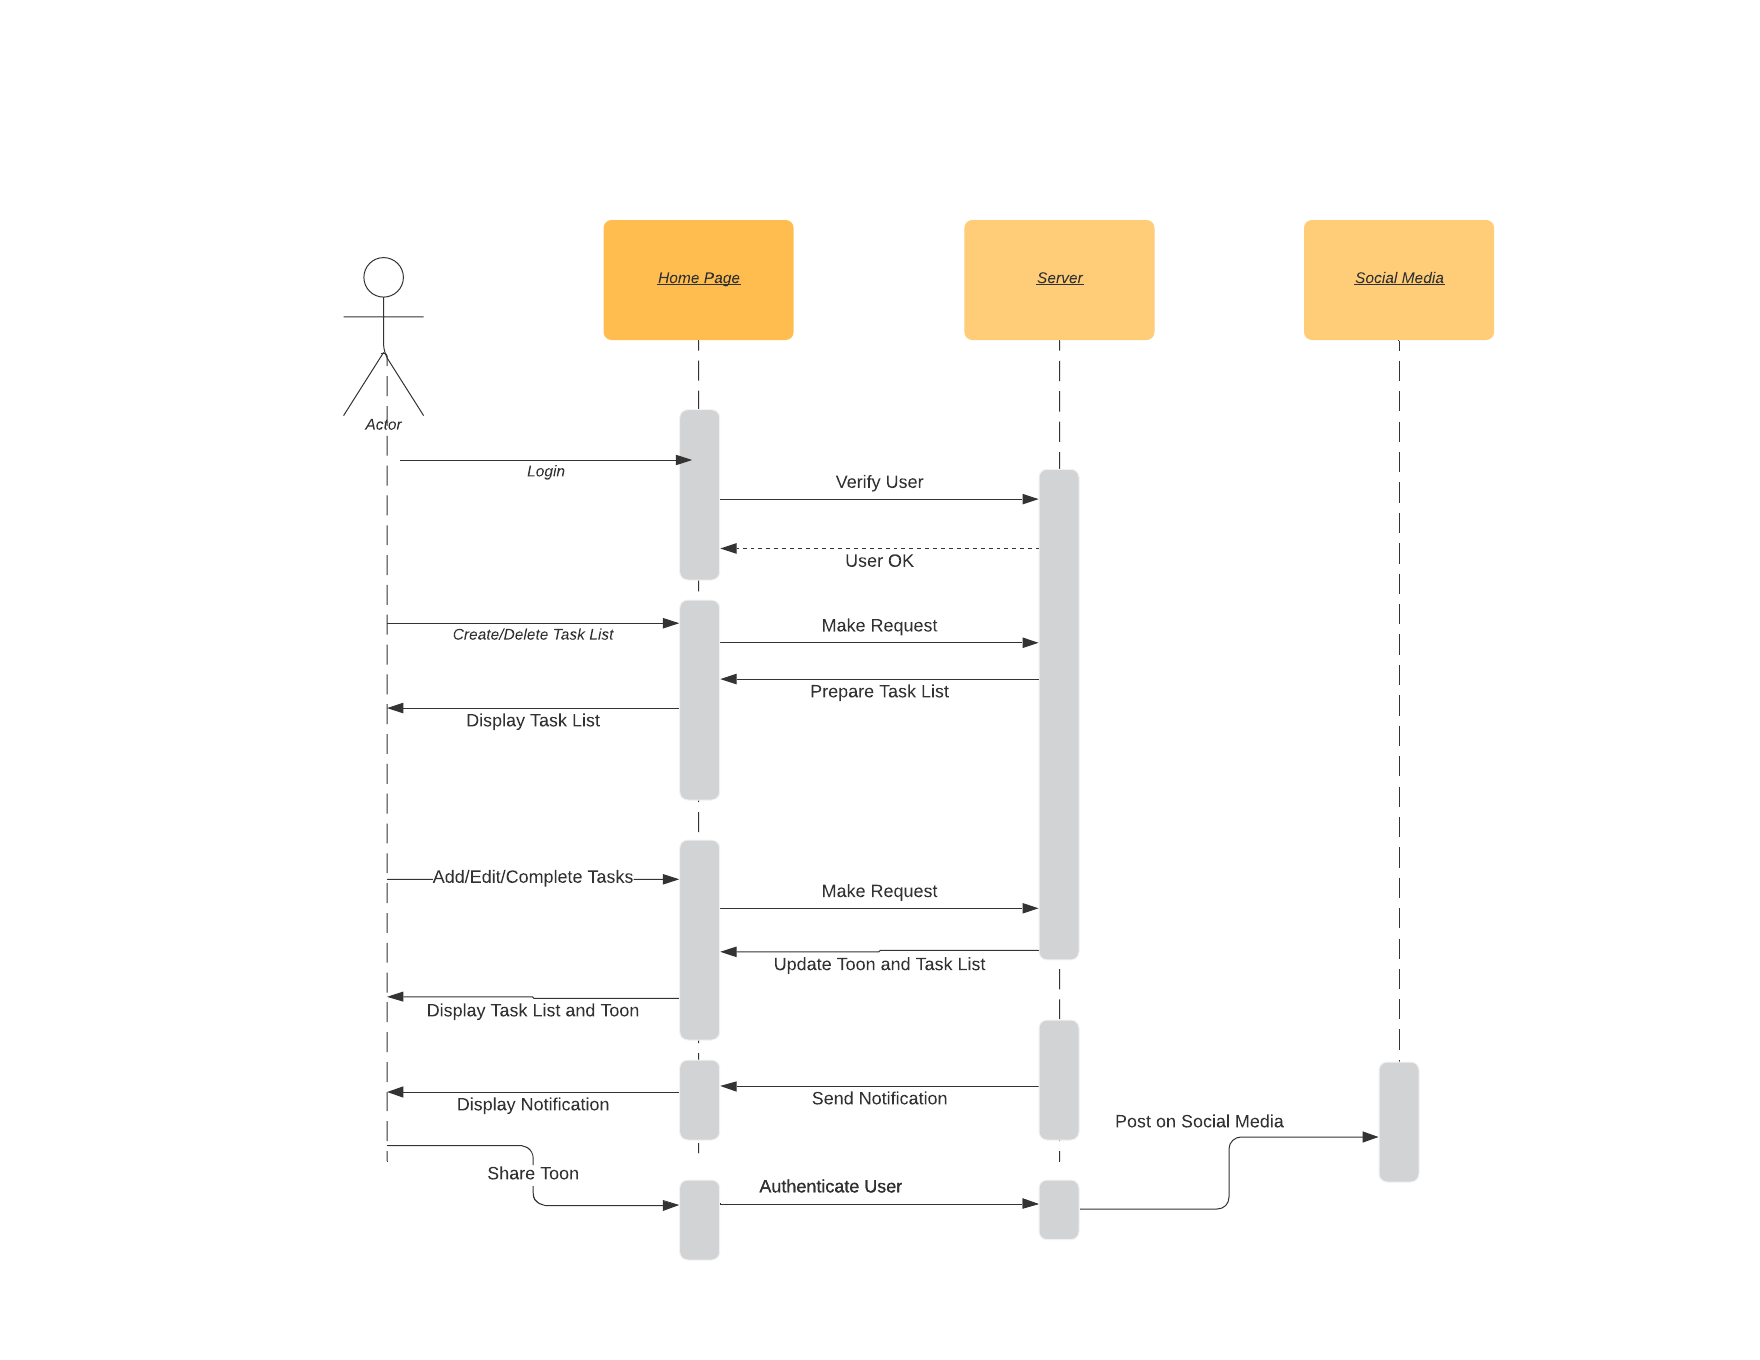 Home Page
Server
Social Media
Actor
Login
Verify User
User OK
Create/Delete Task List
Make Request
Prepare Task List
Display Task List
Add/Edit/Complete Tasks
Make Request
Update Toon and Task List
Display Task List and Toon
Send Notification
Display Notification
Post on Social Media
Share Toon
Authenticate User